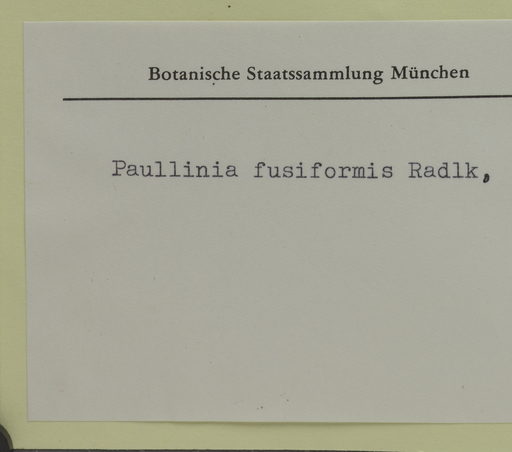 Botanische Staatssammlung München
Paullinia fusiformis Radlk,